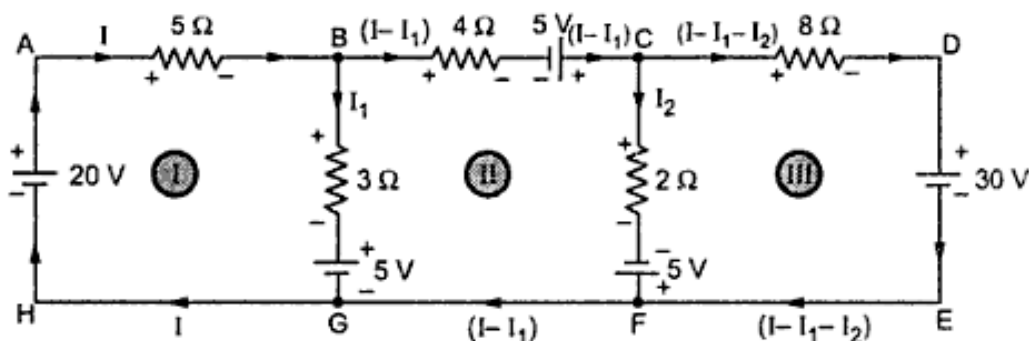 A I 5 Ω B (I– I₁) 4 Ω 5 V (I– I₁) C (I– I₁– I₂) 8 Ω D
+ – + – – + + –
I₁ I₂
+ + +
+ 20 V I 3 Ω II 2 Ω III 30 V
– – – –
+ 5 V – 5 V
– +
H I G (I– I₁) F (I– I₁– I₂) E